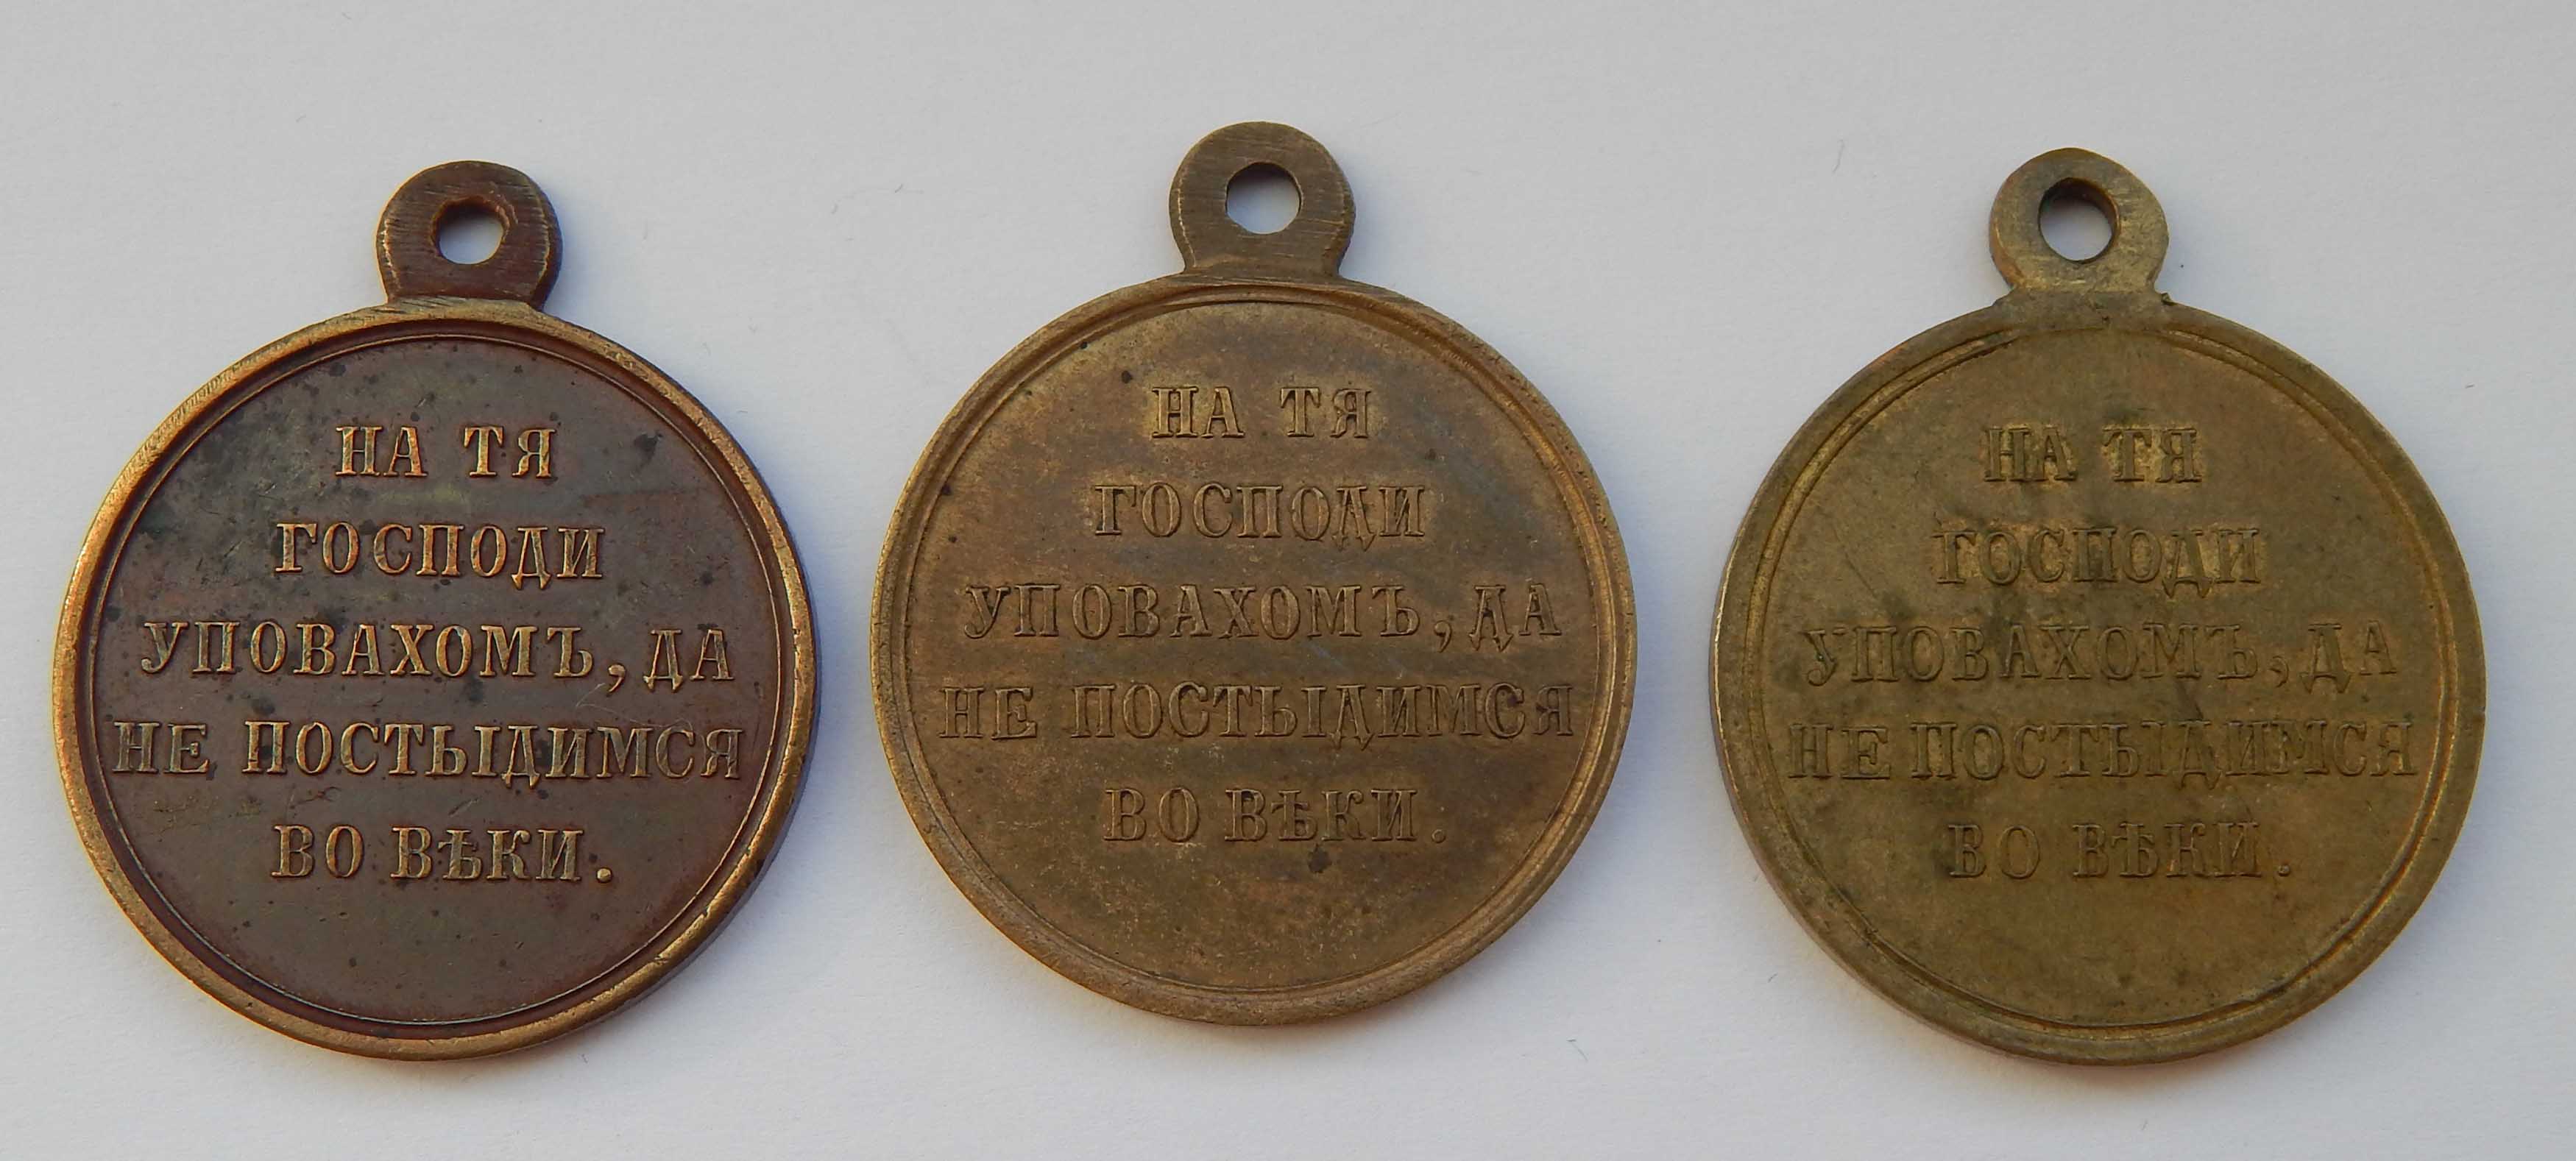 НА ТЯ
ГОСПОДИ
УПОВАХОМЪ, ДА
НЕ ПОСТЫДИМСЯ
ВО ВѢКИ.
НА ТЯ
ГОСПОДИ
УПОВАХОМЪ, ДА
НЕ ПОСТЫДИМСЯ
ВО ВѢКИ.
НА ТЯ
ГОСПОДИ
УПОВАХОМЪ, ДА
НЕ ПОСТЫДИМСЯ
ВО ВѢКИ.